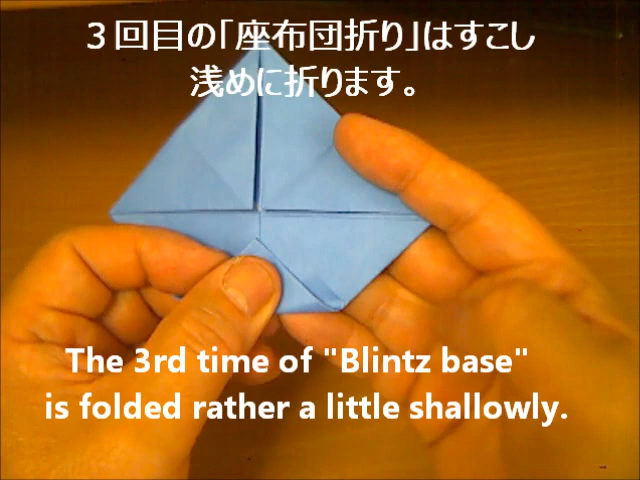 ３回目の「座布団折り」はすこし
浅めに折ります。
The 3rd time of "Blintz base"
is folded rather a little shallowly.